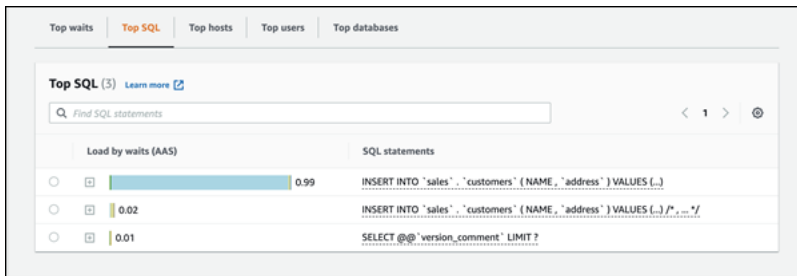 Top waits Top SQL Top hosts Top users Top databases
Top SQL (3) Learn more
Find SQL statements < 1 >
Load by waits (AAS) SQL statements
0.99 INSERT INTO `sales` . `customers` ( NAME , `address` ) VALUES (...)
0.02 INSERT INTO `sales` . `customers` ( NAME , `address` ) VALUES (...) /* , ... */
0.01 SELECT @@`version_comment` LIMIT ?